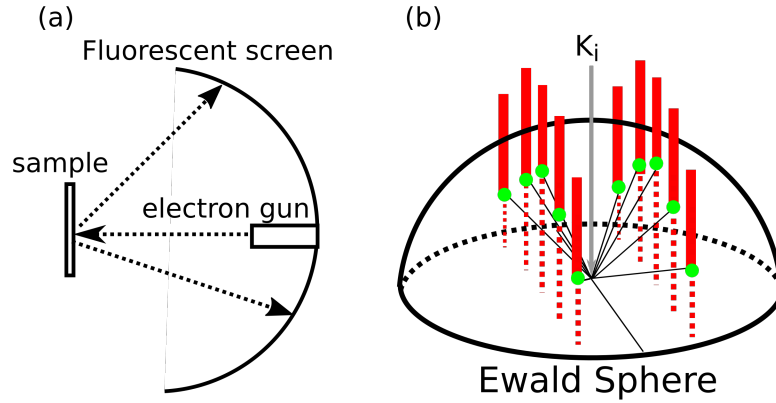 (a)
Fluorescent screen
sample
electron gun
(b)
Ki
Ewald Sphere